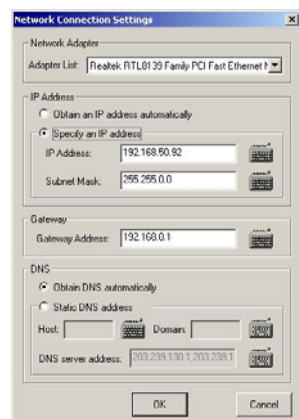 Network Connection Settings
Network Adapter
Adapter List: Realtek RTL8139 Family PCI Fast Ethernet N
IP Address
Obtain an IP address automatically
Specify an IP address
IP Address: 192.168.50.92
Subnet Mask: 255.255.0.0
Gateway
Gateway Address: 192.168.0.1
DNS
Obtain DNS automatically
Static DNS address
Host: Domain:
DNS server address: 203.239.130.1,203.239.1
OK Cancel